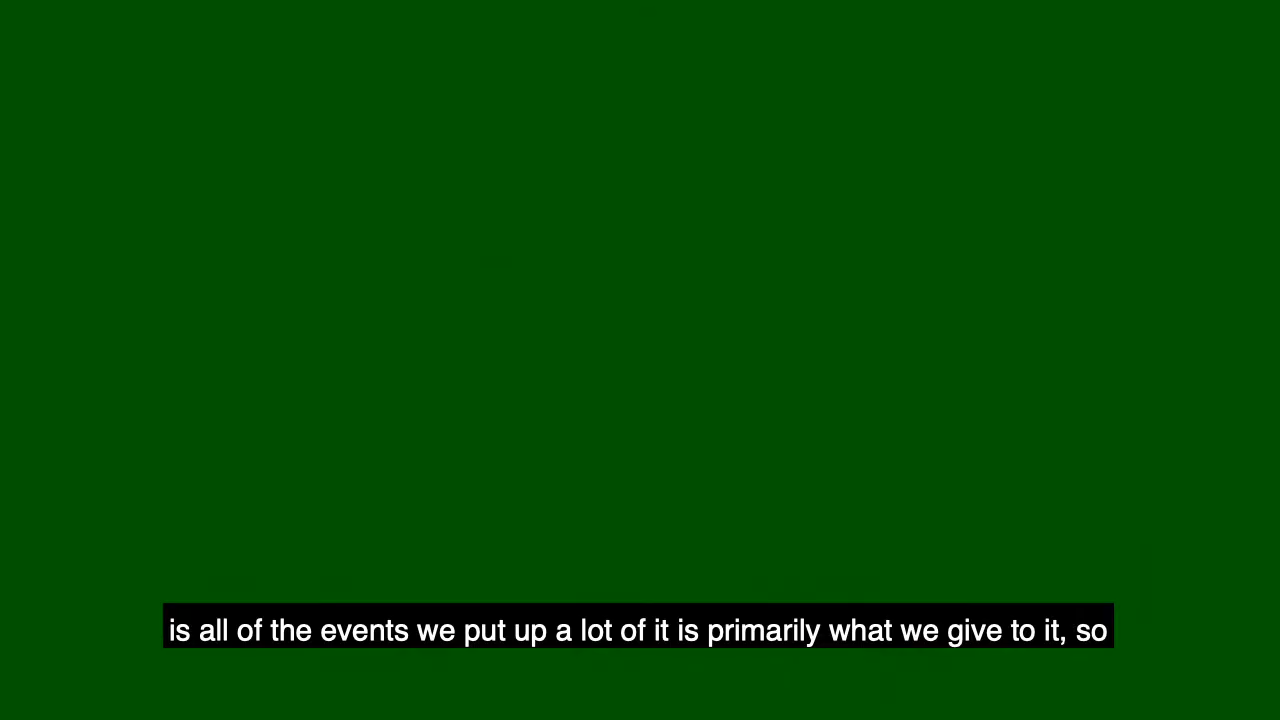 is all of the events we put up a lot of it is primarily what we give to it, so